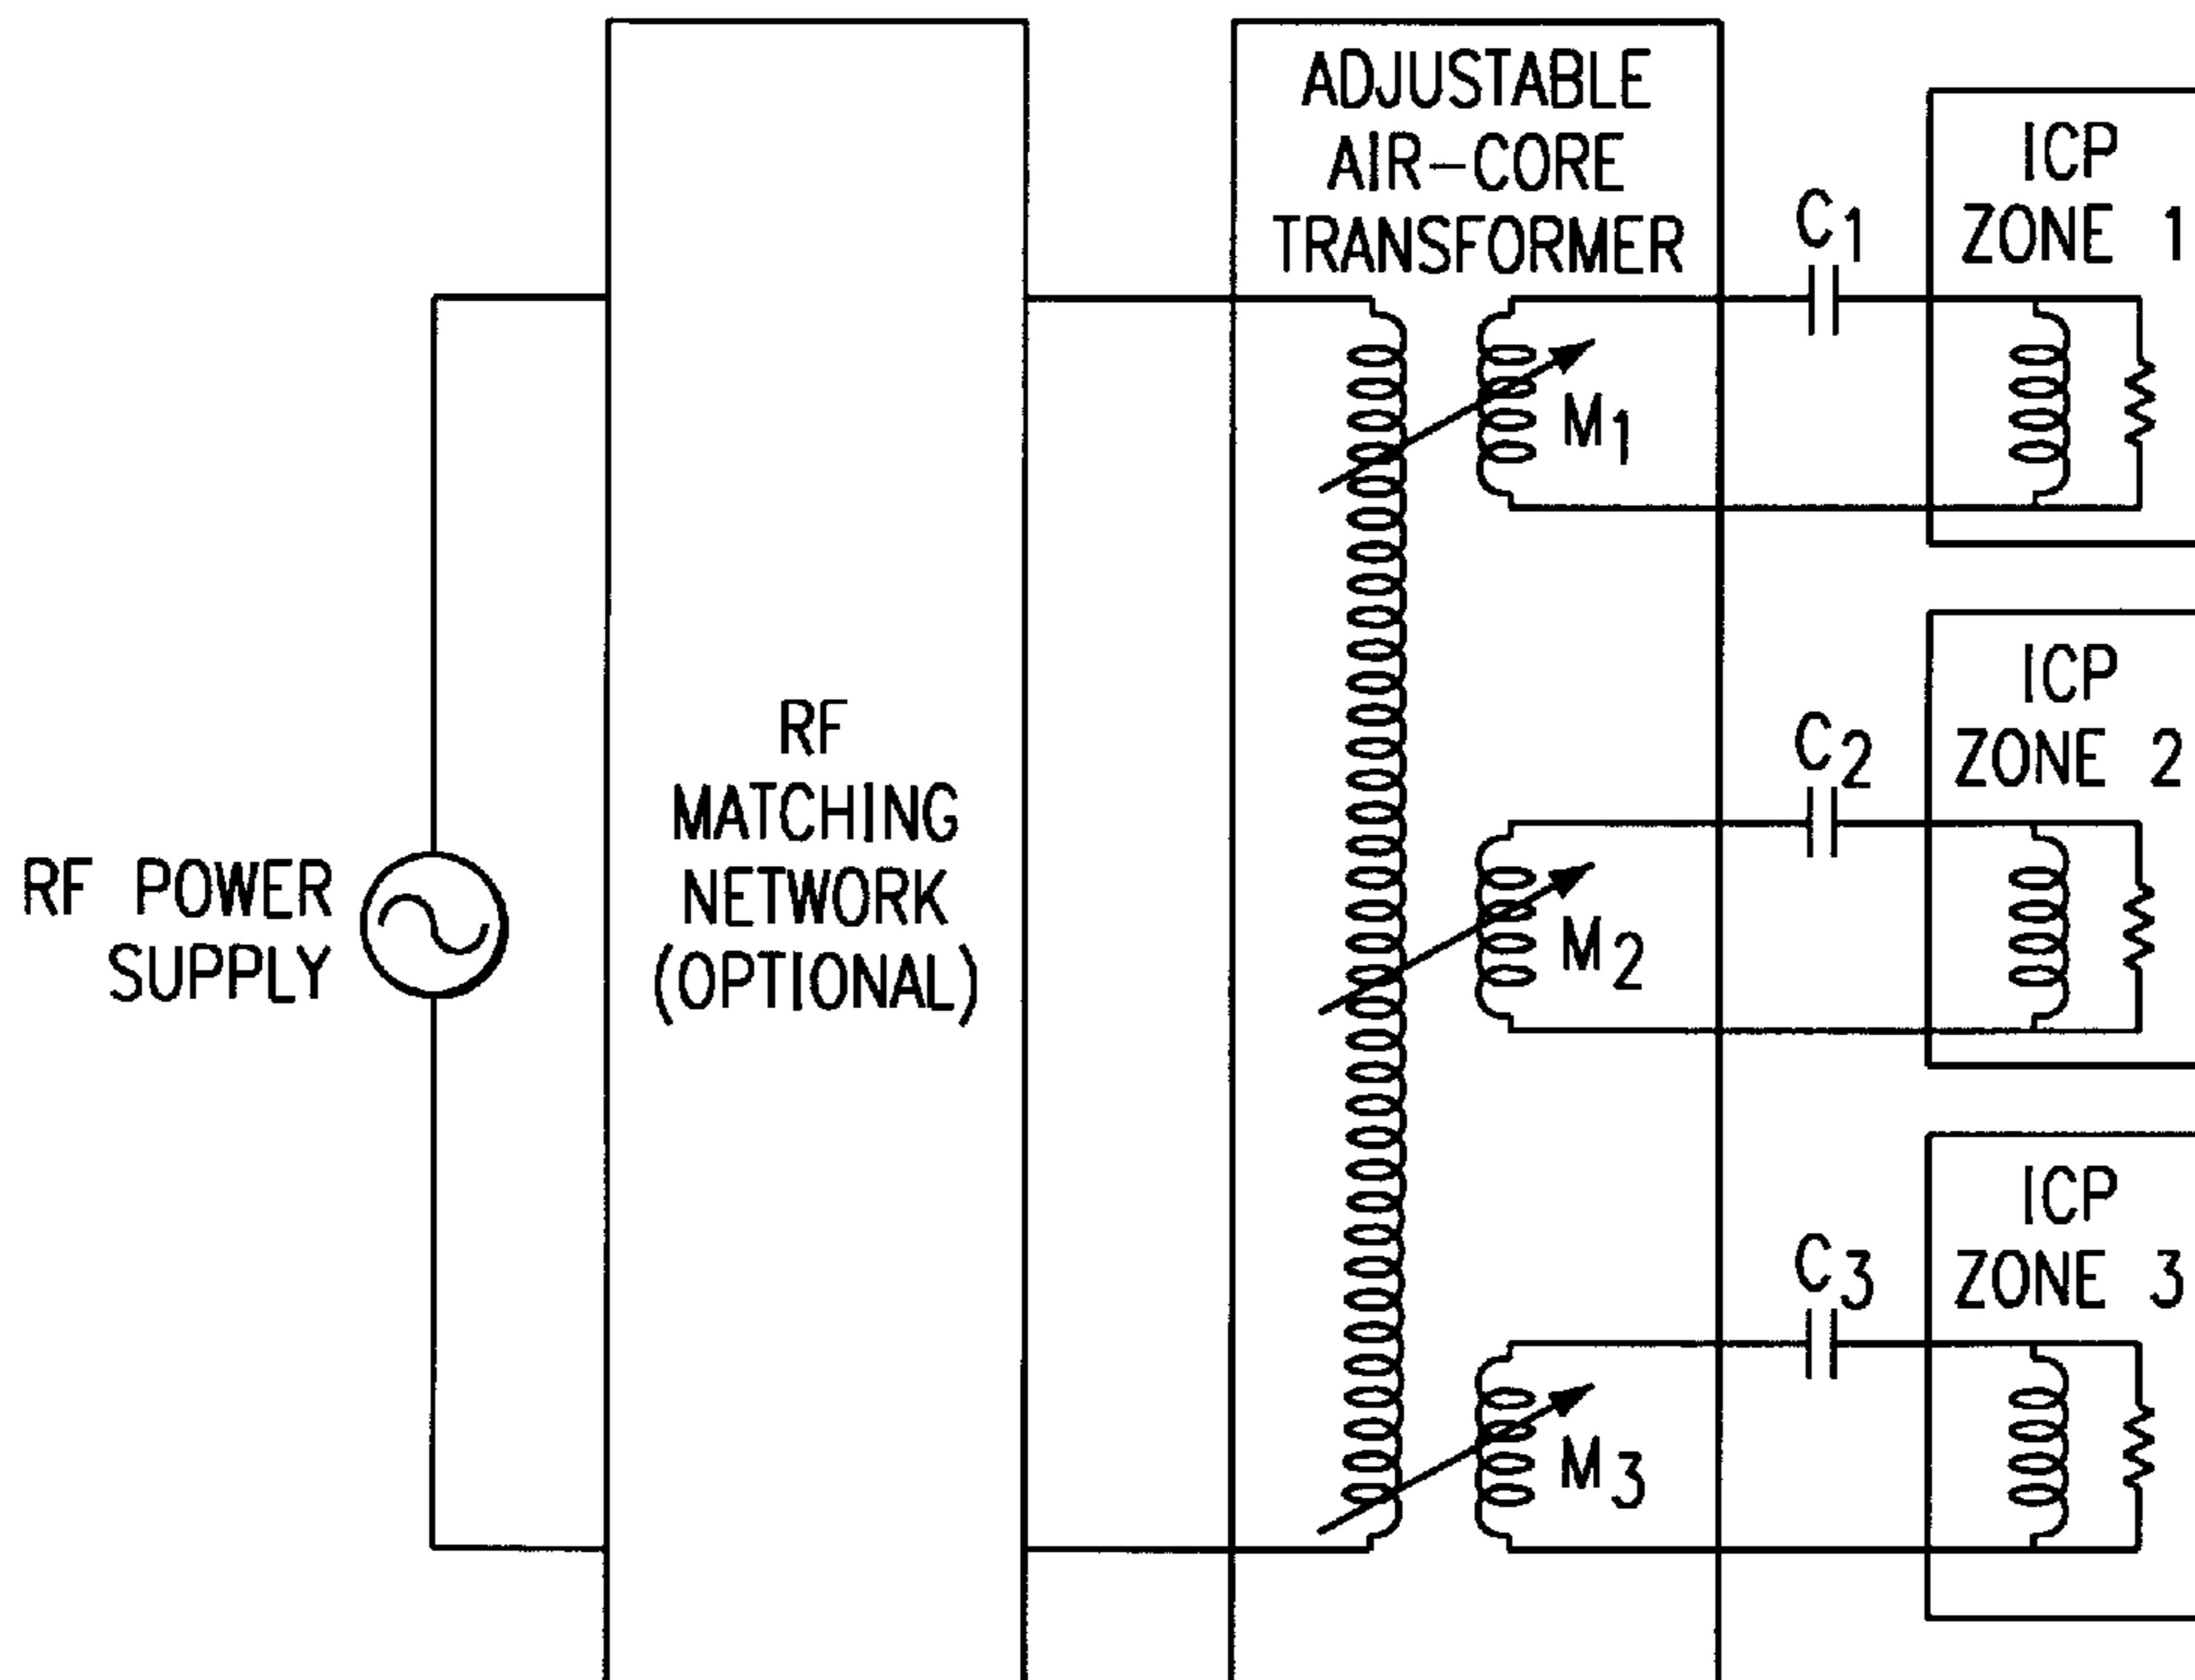 RF POWER
SUPPLY
RF
MATCHING
NETWORK
(OPTIONAL)
ADJUSTABLE
AIR-CORE
TRANSFORMER
M1
M2
M3
C1
C2
C3
ICP
ZONE 1
ICP
ZONE 2
ICP
ZONE 3